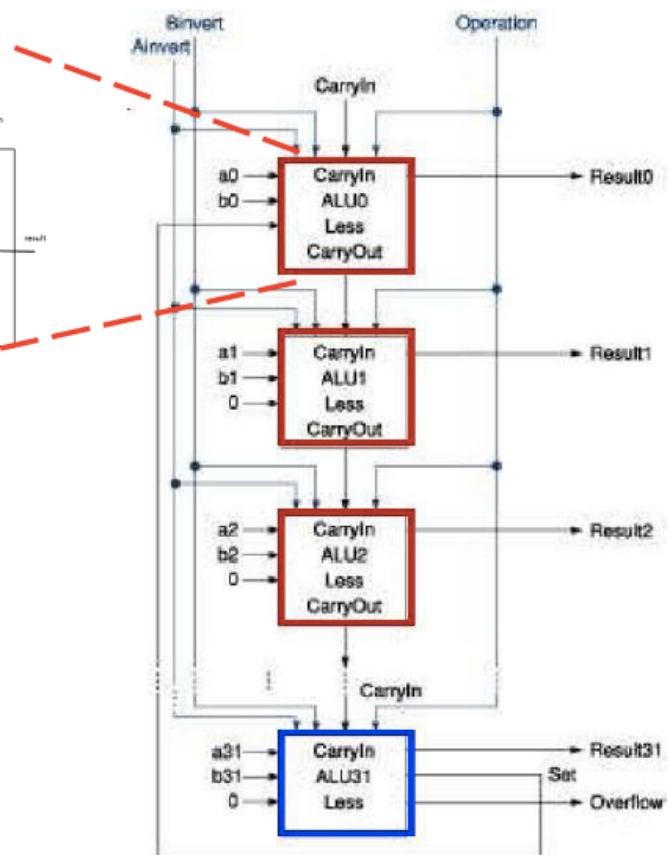 Binvert
Operation
Ainvert
CarryIn
a0
CarryIn
Result0
b0
ALU0
Less
CarryOut
result
a1
CarryIn
Result1
b1
ALU1
0
Less
CarryOut
a2
CarryIn
Result2
b2
ALU2
0
Less
CarryOut
CarryIn
a31
CarryIn
Result31
b31
ALU31
Set
0
Less
Overflow